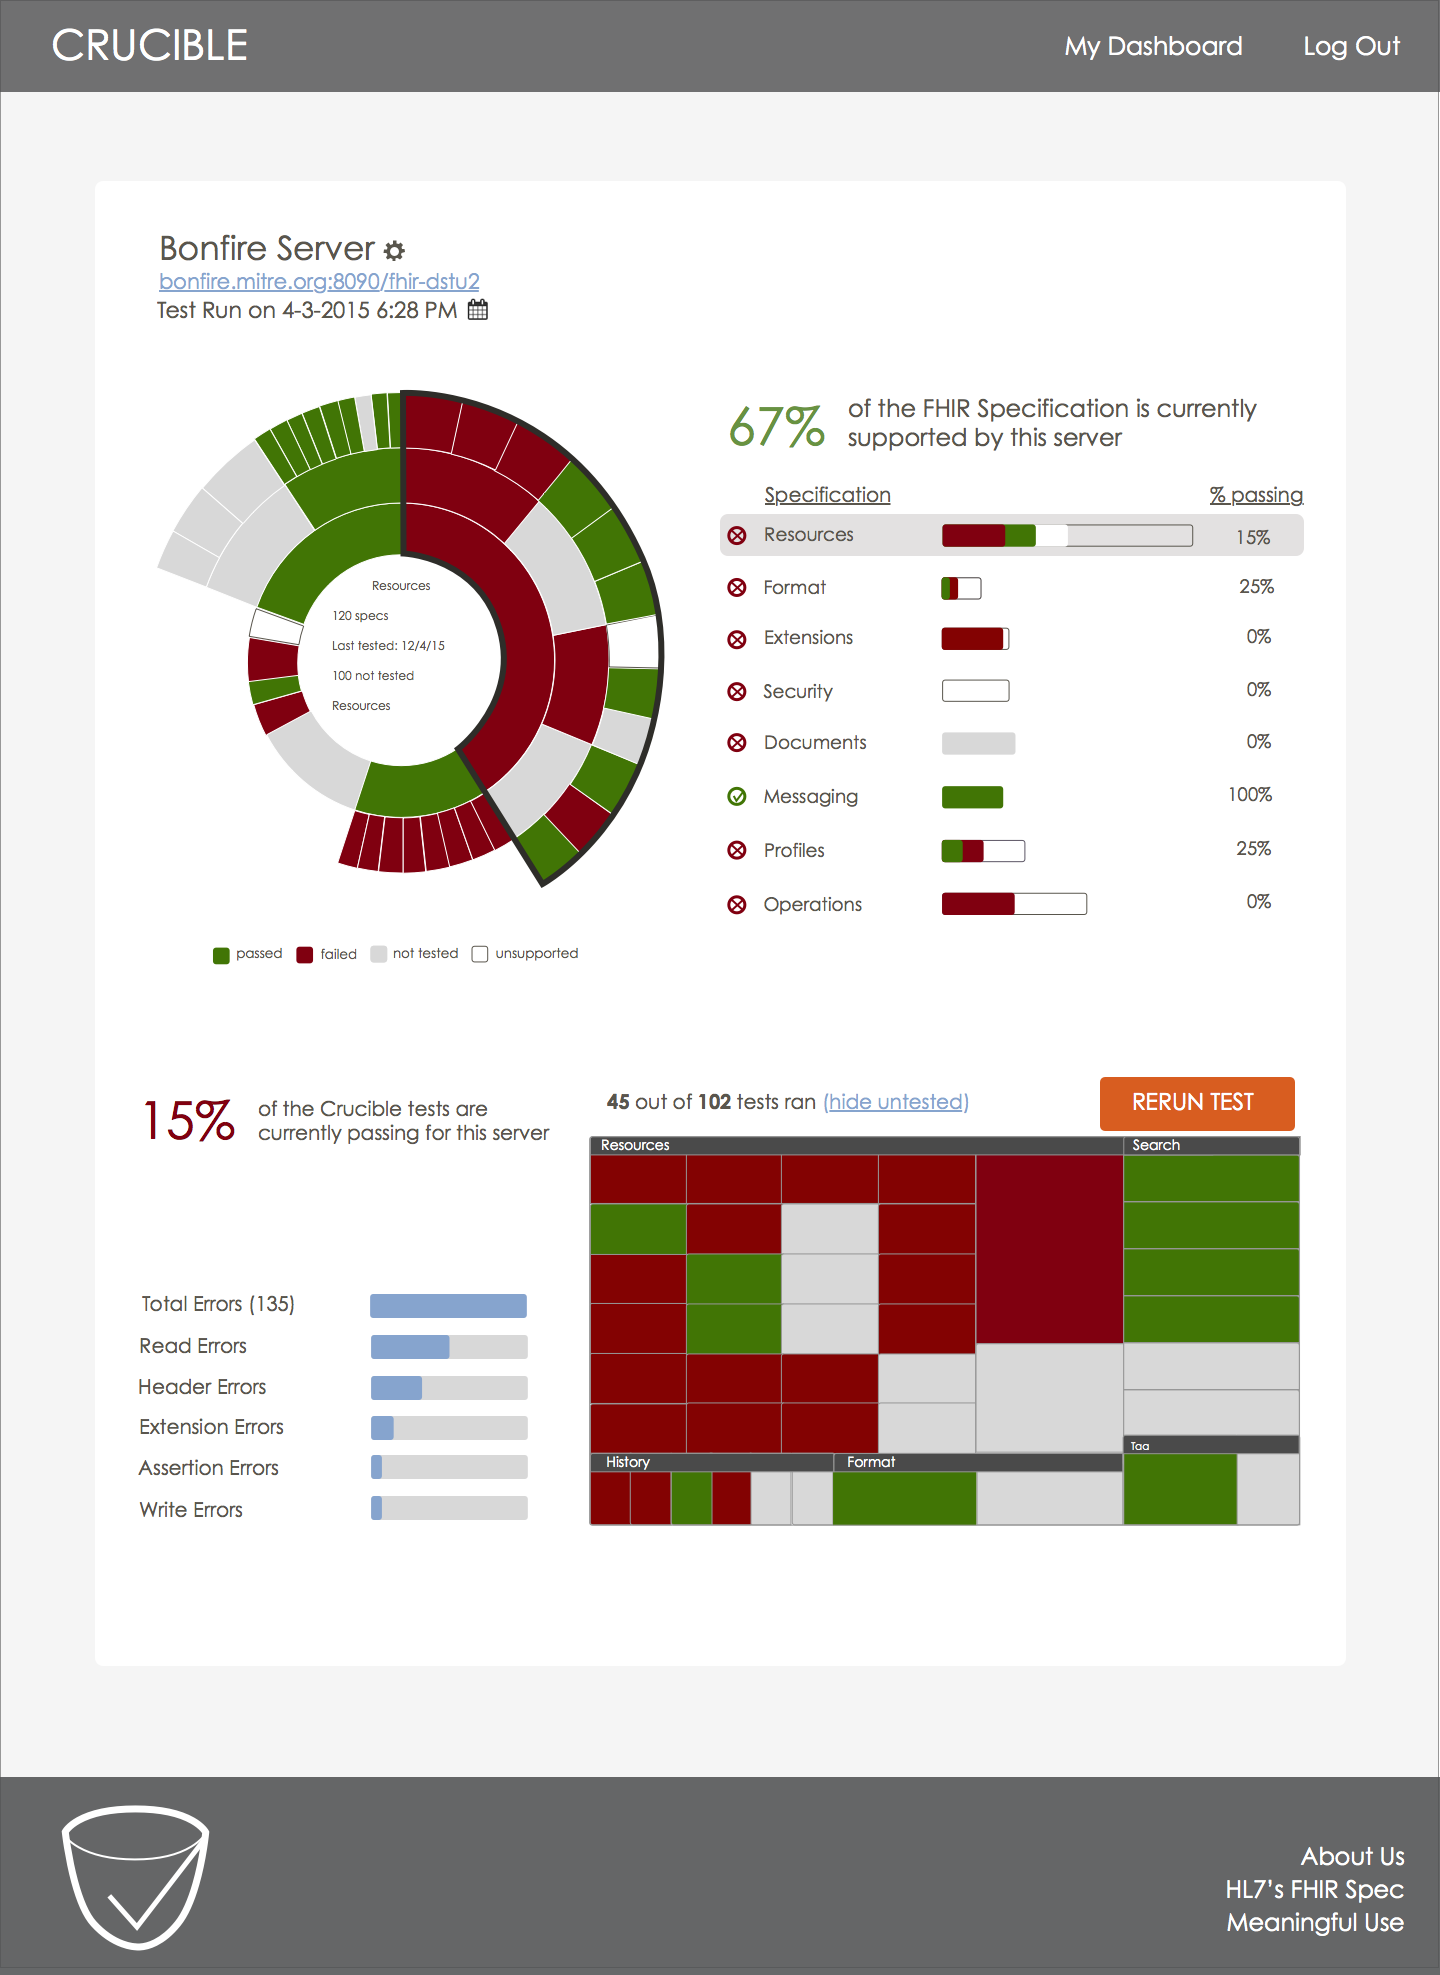 CRUCIBLE
My Dashboard
Log Out
Bonfire Server
bonfire.mitre.org:8090/fhir-dstu2
Test Run on 4-3-2015 6:28 PM
Resources
120 specs
Last tested: 12/4/15
100 not tested
Resources
passed
failed
not tested
unsupported
67%
of the FHIR Specification is currently
supported by this server
Specification
% passing
Resources
15%
Format
25%
Extensions
0%
Security
0%
Documents
0%
Messaging
100%
Profiles
25%
Operations
0%
15%
of the Crucible tests are
currently passing for this server
Total Errors (135)
Read Errors
Header Errors
Extension Errors
Assertion Errors
Write Errors
45 out of 102 tests ran (hide untested)
RERUN TEST
Resources
Search
Tag
History
Format
About Us
HL7's FHIR Spec
Meaningful Use